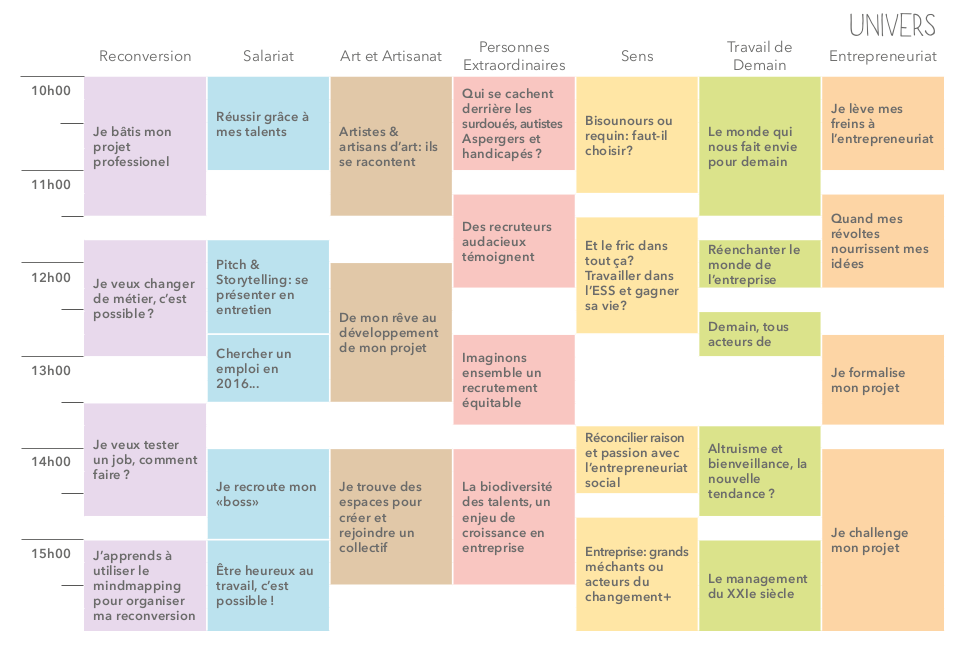 UNIVERS
Reconversion
Salariat
Art et Artisanat
Personnes
Extraordinaires
Sens
Travail de
Demain
Entrepreneuriat
10h00
11h00
12h00
13h00
14h00
15h00
Je bâtis mon
projet
professionel
Je veux changer
de métier, c'est
possible ?
Je veux tester
un job, comment
faire ?
J'apprends à
utiliser le
mindmapping
pour organiser
ma reconversion
Réussir grâce à
mes talents
Pitch &
Storytelling: se
présenter en
entretien
Chercher un
emploi en
2016...
Je recroute mon
«boss»
Être heureux au
travail, c'est
possible !
Artistes &
artisans d'art: ils
se racontent
De mon rêve au
développement
de mon projet
Je trouve des
espaces pour
créer et
rejoindre un
collectif
Qui se cachent
derrière les
surdoués, autistes
Aspergers et
handicapés ?
Des recruteurs
audacieux
témoignent
Imaginons
ensemble un
recrutement
équitable
La biodiversité
des talents, un
enjeu de
croissance en
entreprise
Bisounours ou
requin: faut-il
choisir?
Et le fric dans
tout ça?
Travailler dans
l'ESS et gagner
sa vie?
Réconcilier raison
et passion avec
l'entrepreneuriat
social
Entreprise: grands
méchants ou
acteurs du
changement+
Le monde qui
nous fait envie
pour demain
Réenchanter le
monde de
l'entreprise
Demain, tous
acteurs de
Altruisme et
bienveillance, la
nouvelle
tendance ?
Le management
du XXIe siècle
Je lève mes
freins à
l'entrepreneuriat
Quand mes
révoltes
nourrissent mes
idées
Je formalise
mon projet
Je challenge
mon projet